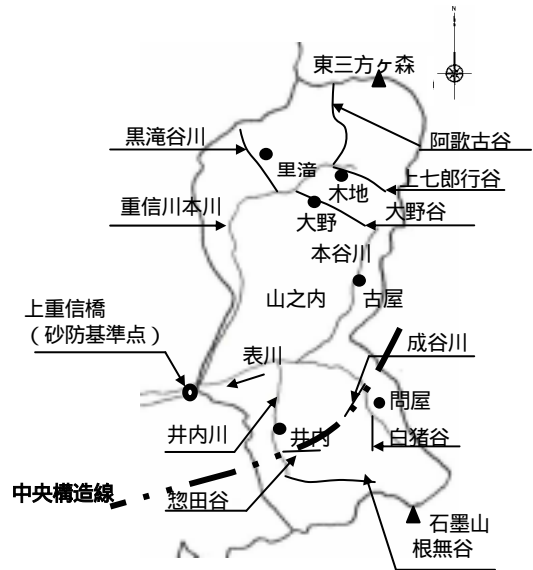 N
東三方ヶ森
黒滝谷川
阿歌古谷
黒滝
上七郎行谷
木地
重信川本川
大野
大野谷
本谷川
山之内
古屋
上重信橋
（砂防基準点）
表川
成谷川
問屋
井内川
井内
白猪谷
中央構造線
惣田谷
石墨山
根無谷